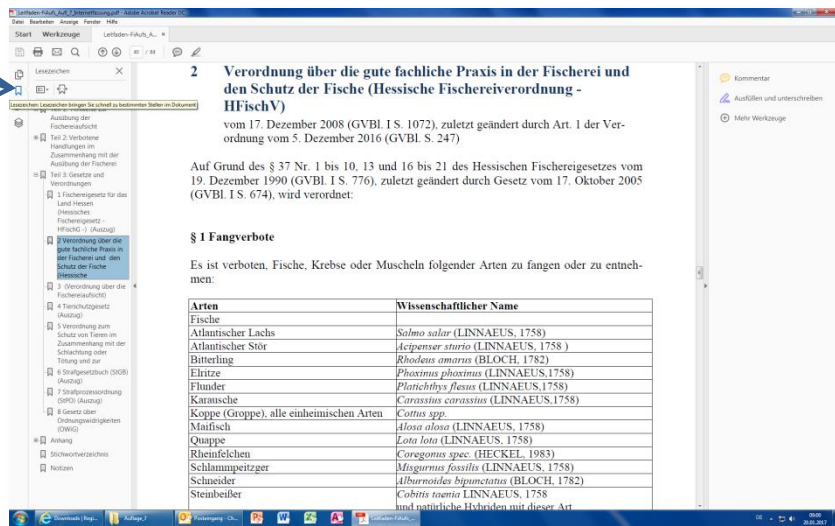 Leitfaden-FiAufs_Aufl_7_Internetfassung.pdf - Adobe Acrobat Reader DC
Datei Bearbeiten Anzeige Fenster Hilfe
Start Werkzeuge Leitfaden-FiAufs_A... ×
Lesezeichen
Lesezeichen: Lesezeichen bringen Sie schnell zu bestimmten Stellen im Dokument
Ausübung der
Fischereiaufsicht
Teil 2: Verbotene
Handlungen im
Zusammenhang mit der
Ausübung der Fischerei
Teil 3: Gesetze und
Verordnungen
1 Fischereigesetz für das
Land Hessen
(Hessisches
Fischereigesetz -
HFischG -) (Auszug)
2 Verordnung über die
gute fachliche Praxis in
der Fischerei und den
Schutz der Fische
(Hessische
3 (Verordnung über die
Fischereiaufsicht)
4 Tierschutzgesetz
(Auszug)
5 Verordnung zum
Schutz von Tieren im
Zusammenhang mit der
Schlachtung oder
Tötung und zur
6 Strafgesetzbuch (StGB)
(Auszug)
7 Strafprozessordnung
(StPO) (Auszug)
8 Gesetz über
Ordnungswidrigkeiten
(OWiG)
Anhang
Stichwortverzeichnis
Notizen
2 Verordnung über die gute fachliche Praxis in der Fischerei und
den Schutz der Fische (Hessische Fischereiverordnung -
HFischV)
vom 17. Dezember 2008 (GVBl. I S. 1072), zuletzt geändert durch Art. 1 der Ver-
ordnung vom 5. Dezember 2016 (GVBl. S. 247)
Auf Grund des § 37 Nr. 1 bis 10, 13 und 16 bis 21 des Hessischen Fischereigesetzes vom
19. Dezember 1990 (GVBl. I S. 776), zuletzt geändert durch Gesetz vom 17. Oktober 2005
(GVBl. I S. 674), wird verordnet:
§ 1 Fangverbote
Es ist verboten, Fische, Krebse oder Muscheln folgender Arten zu fangen oder zu entneh-
men:
Arten Wissenschaftlicher Name
Fische
Atlantischer Lachs Salmo salar (LINNAEUS, 1758)
Atlantischer Stör Acipenser sturio (LINNAEUS, 1758 )
Bitterling Rhodeus amarus (BLOCH, 1782)
Elritze Phoxinus phoxinus (LINNAEUS,1758)
Flunder Platichthys flesus (LINNAEUS,1758)
Karausche Carassius carassius (LINNAEUS,1758)
Koppe (Groppe), alle einheimischen Arten Cottus spp.
Maifisch Alosa alosa (LINNAEUS, 1758)
Quappe Lota lota (LINNAEUS, 1758)
Rheinfelchen Coregonus spec. (HECKEL, 1983)
Schlammpeitzger Misgurnus fossilis (LINNAEUS, 1758)
Schneider Alburnoides bipunctatus (BLOCH, 1782)
Steinbeißer Cobitis taenia LINNAEUS, 1758
und natürliche Hybriden mit dieser Art
Kommentar
Ausfüllen und unterschreiben
Mehr Werkzeuge
Downloads | Regi... Auflage_7 Posteingang - Ch... Leitfaden-FiAufs_...
DE